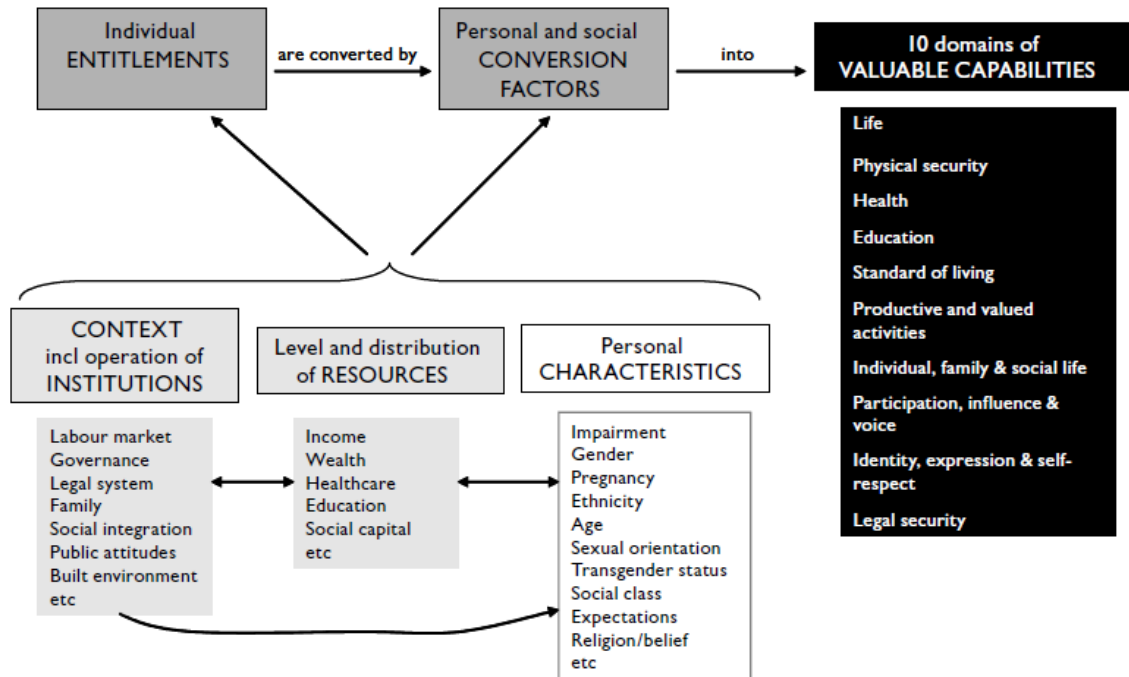 Individual
ENTITLEMENTS
are converted by
Personal and social
CONVERSION
FACTORS
into
10 domains of
VALUABLE CAPABILITIES
Life
Physical security
Health
Education
Standard of living
Productive and valued
activities
Individual, family & social life
Participation, influence &
voice
Identity, expression & self-
respect
Legal security
CONTEXT
incl operation of
INSTITUTIONS
Level and distribution
of RESOURCES
Personal
CHARACTERISTICS
Labour market
Governance
Legal system
Family
Social integration
Public attitudes
Built environment
etc
Income
Wealth
Healthcare
Education
Social capital
etc
Impairment
Gender
Pregnancy
Ethnicity
Age
Sexual orientation
Transgender status
Social class
Expectations
Religion/belief
etc